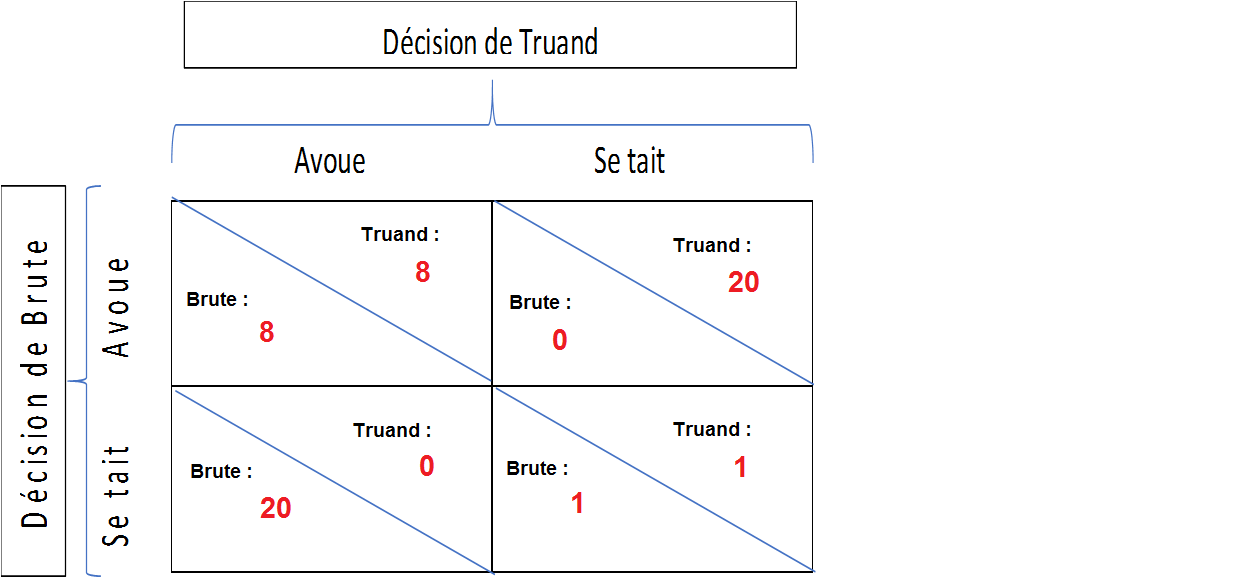 Décision de Truand
Avoue
Se tait
Décision de Brute
Avoue
Truand :
8
Brute :
8
Truand :
20
Brute :
0
Se tait
Truand :
0
Brute :
20
Truand :
1
Brute :
1